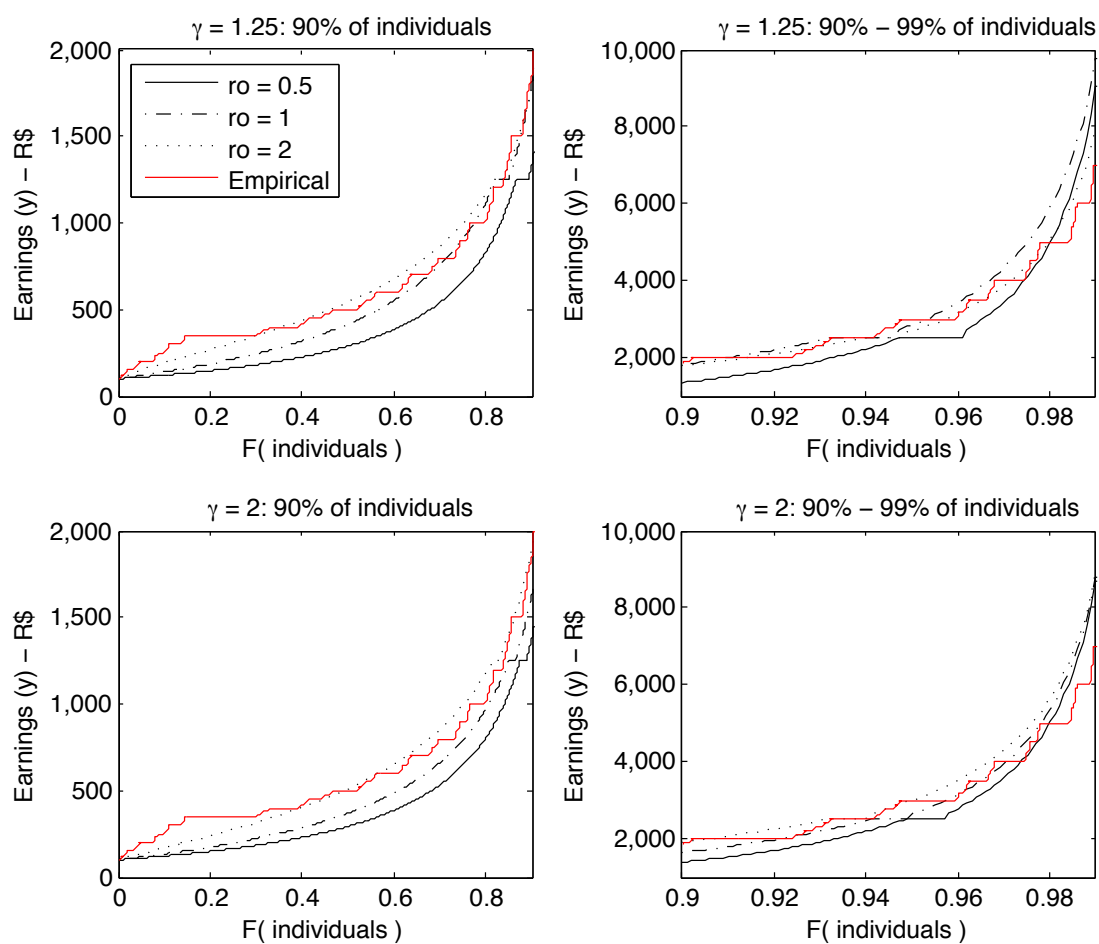 γ = 1.25: 90% of individuals
2,000
1,500
1,000
500
0
Earnings (y) − R$
ro = 0.5
ro = 1
ro = 2
Empirical
0 0.2 0.4 0.6 0.8
F( individuals )
γ = 1.25: 90% − 99% of individuals
10,000
8,000
6,000
4,000
2,000
Earnings (y) − R$
0.9 0.92 0.94 0.96 0.98
F( individuals )
γ = 2: 90% of individuals
2,000
1,500
1,000
500
0
Earnings (y) − R$
0 0.2 0.4 0.6 0.8
F( individuals )
γ = 2: 90% − 99% of individuals
10,000
8,000
6,000
4,000
2,000
Earnings (y) − R$
0.9 0.92 0.94 0.96 0.98
F( individuals )